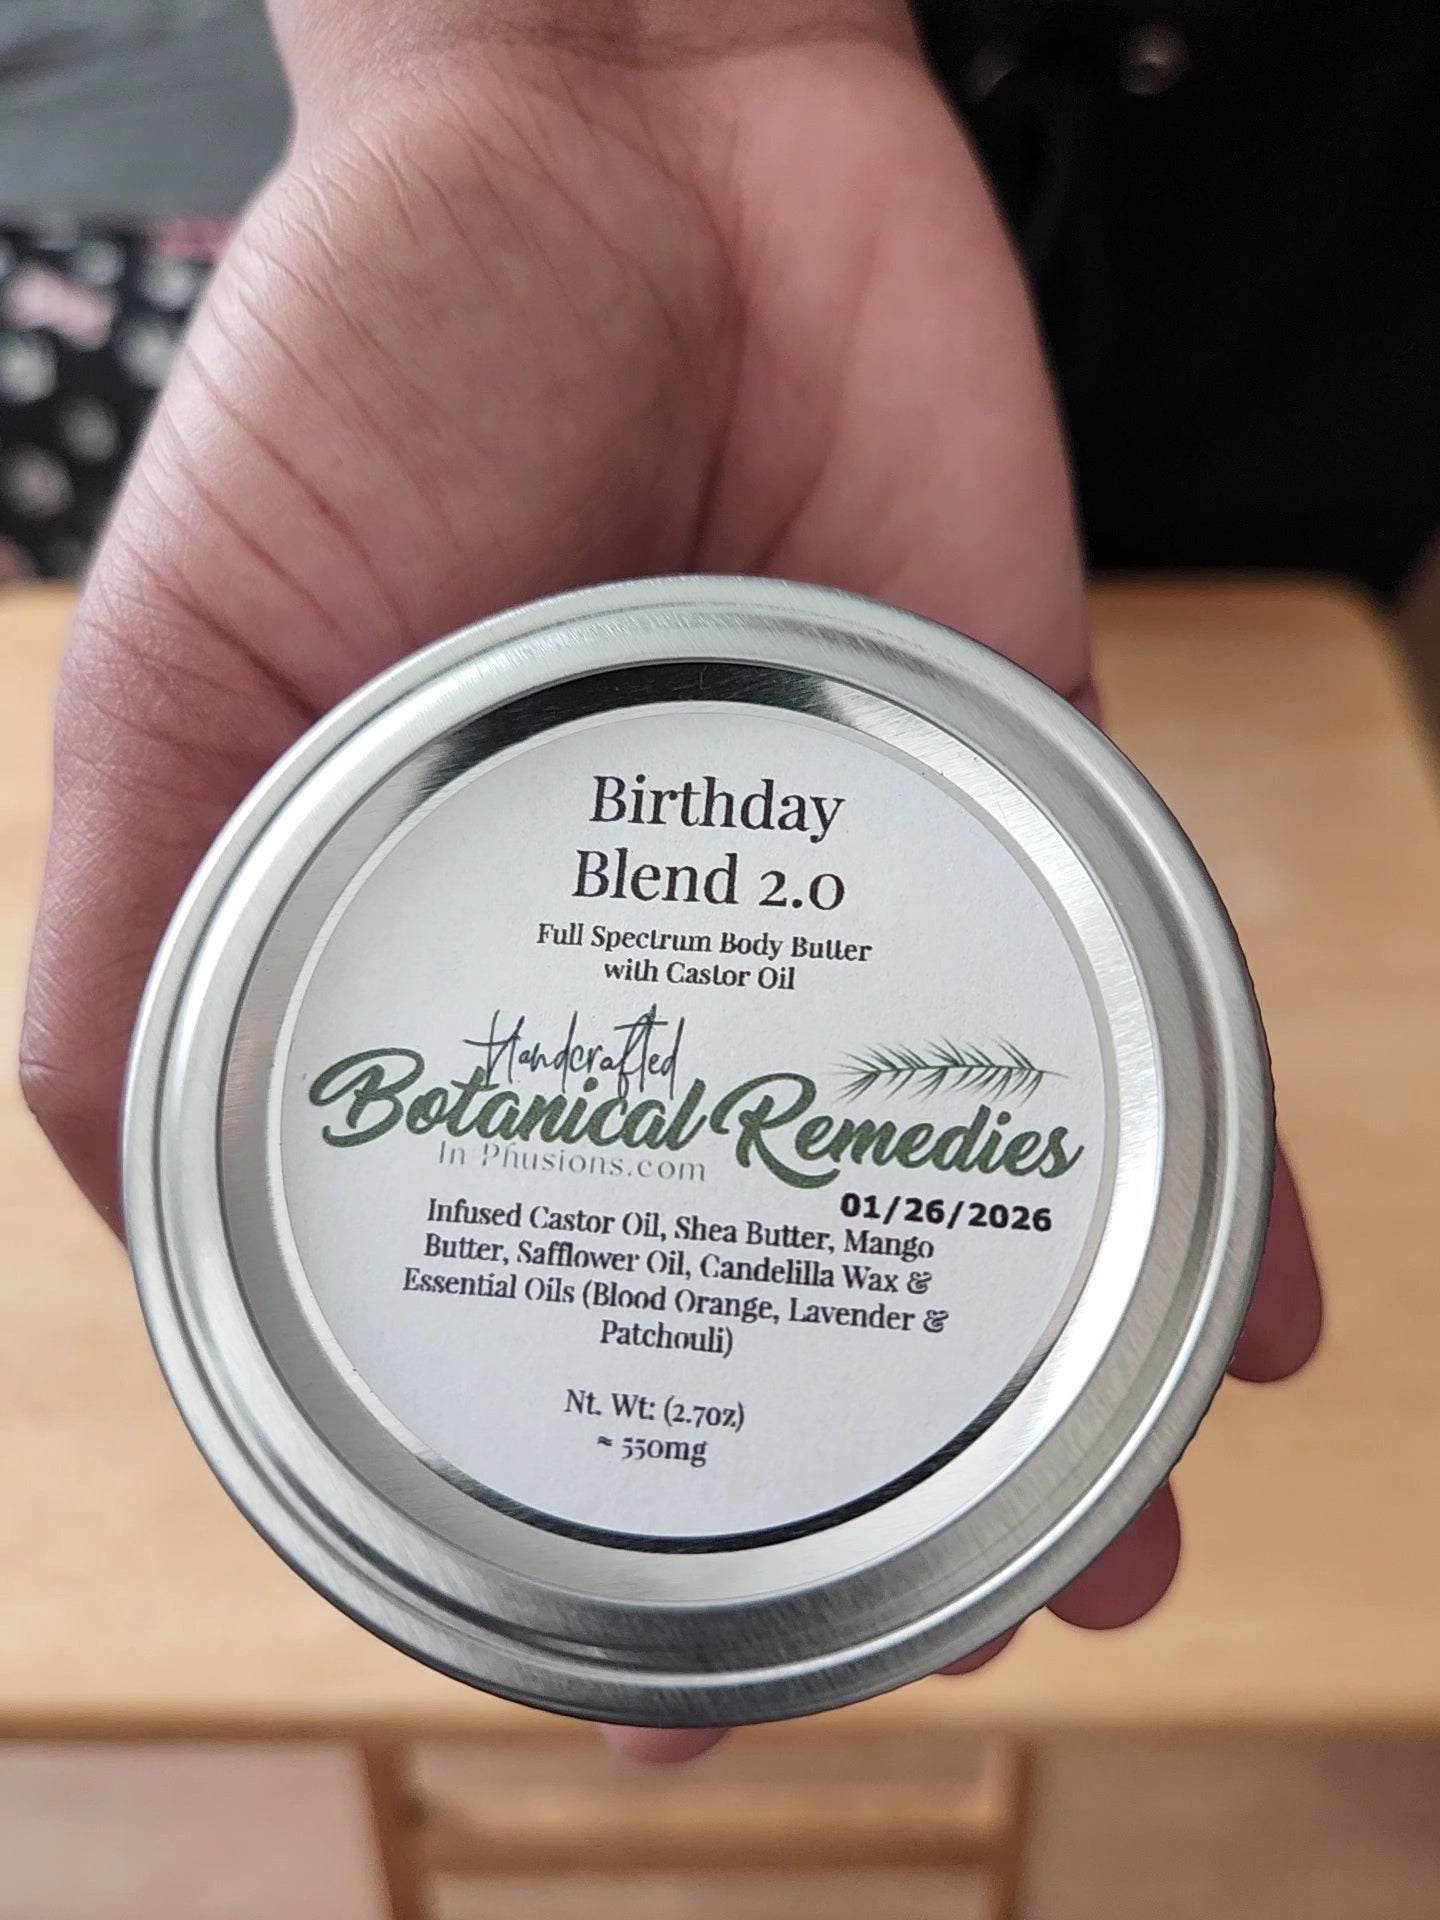 Birthday
Blend 2.0
Full Spectrum Body Butter
with Castor Oil
Handcrafted
Botanical Remedies
In Phusions.com
01/26/2026
Infused Castor Oil, Shea Butter, Mango
Butter, Safflower Oil, Candelilla Wax &
Essential Oils (Blood Orange, Lavender &
Patchouli)
Nt. Wt: (2.7oz)
≈ 550mg